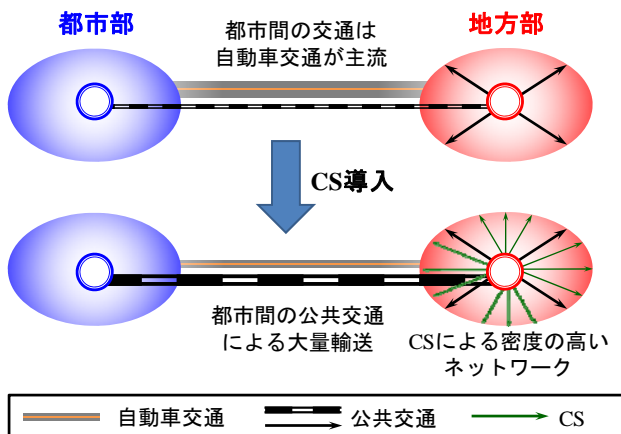 都市部
都市間の交通は
自動車交通が主流
地方部
CS導入
都市間の公共交通
による大量輸送
CSによる密度の高い
ネットワーク
自動車交通
公共交通
CS